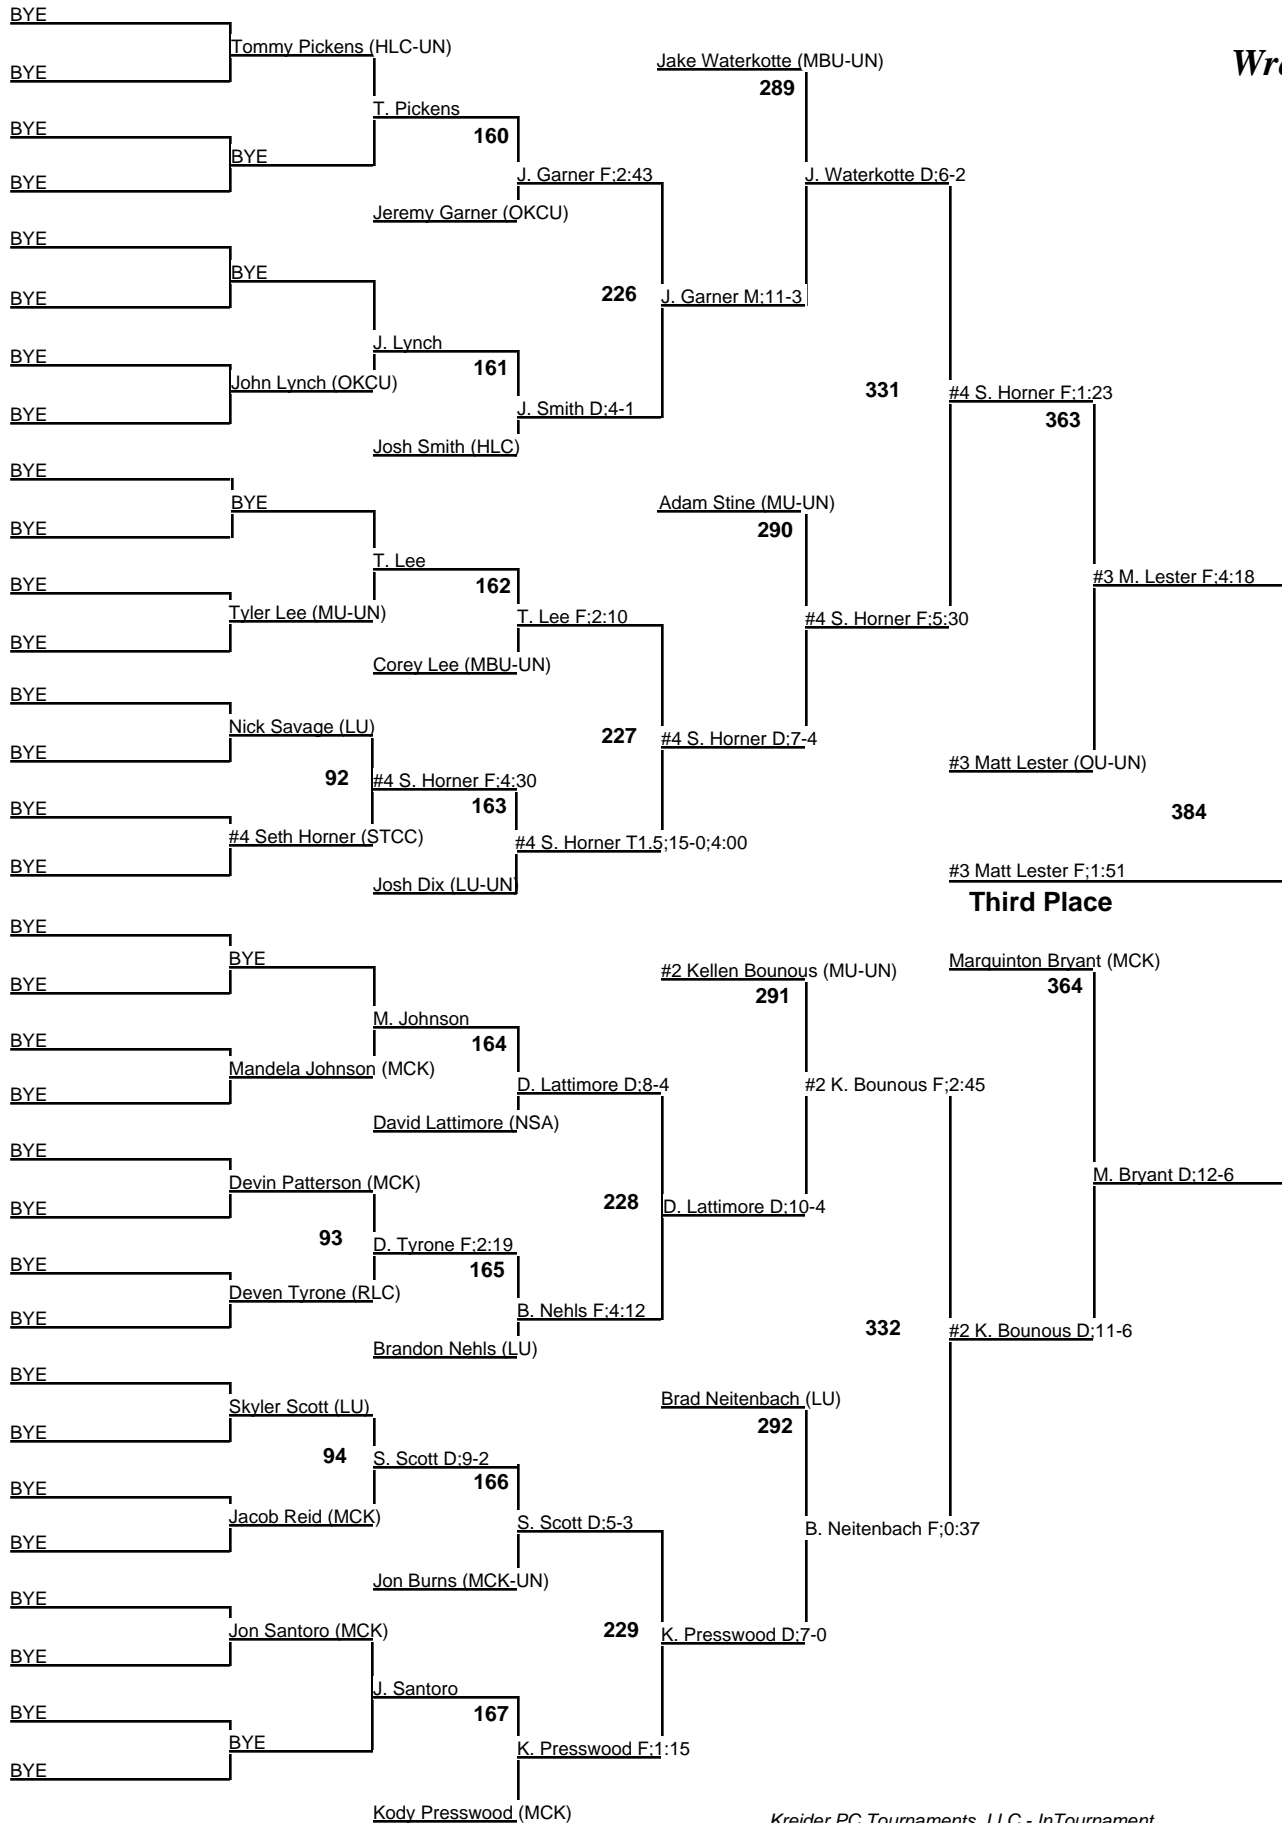 BYE
Tommy Pickens (HLC-UN)
Jake Waterkotte (MBU-UN)
BYE
289
T. Pickens
BYE
160
BYE
J. Garner F;2:43
J. Waterkotte D;6-2
BYE
Jeremy Garner (OKCU)
BYE
BYE
226
J. Garner M;11-3
BYE
J. Lynch
BYE
161
John Lynch (OKCU)
331
#4 S. Horner F;1:23
BYE
J. Smith D;4-1
363
Josh Smith (HLC)
BYE
BYE
Adam Stine (MU-UN)
BYE
290
T. Lee
BYE
162
#3 M. Lester F;4:18
Tyler Lee (MU-UN)
T. Lee F;2:10
#4 S. Horner F;5:30
BYE
Corey Lee (MBU-UN)
BYE
Nick Savage (LU)
227
#4 S. Horner D;7-4
BYE
#3 Matt Lester (OU-UN)
92
#4 S. Horner F;4:30
BYE
163
384
#4 Seth Horner (STCC)
#4 S. Horner T1.5;15-0;4:00
BYE
Josh Dix (LU-UN)
#3 Matt Lester F;1:51
Third Place
BYE
BYE
#2 Kellen Bounous (MU-UN)
Marquinton Bryant (MCK)
BYE
291
364
M. Johnson
BYE
164
Mandela Johnson (MCK)
D. Lattimore D;8-4
#2 K. Bounous F;2:45
BYE
David Lattimore (NSA)
BYE
Devin Patterson (MCK)
M. Bryant D;12-6
BYE
228
D. Lattimore D;10-4
93
D. Tyrone F;2:19
BYE
165
Deven Tyrone (RLC)
BYE
B. Nehls F;4:12
332
#2 K. Bounous D;11-6
Brandon Nehls (LU)
BYE
Skyler Scott (LU)
Brad Neitenbach (LU)
BYE
292
94
S. Scott D;9-2
BYE
166
Jacob Reid (MCK)
S. Scott D;5-3
B. Neitenbach F;0:37
BYE
Jon Burns (MCK-UN)
BYE
Jon Santoro (MCK)
229
K. Presswood D;7-0
BYE
J. Santoro
BYE
167
BYE
K. Presswood F;1:15
BYE
Kody Presswood (MCK)